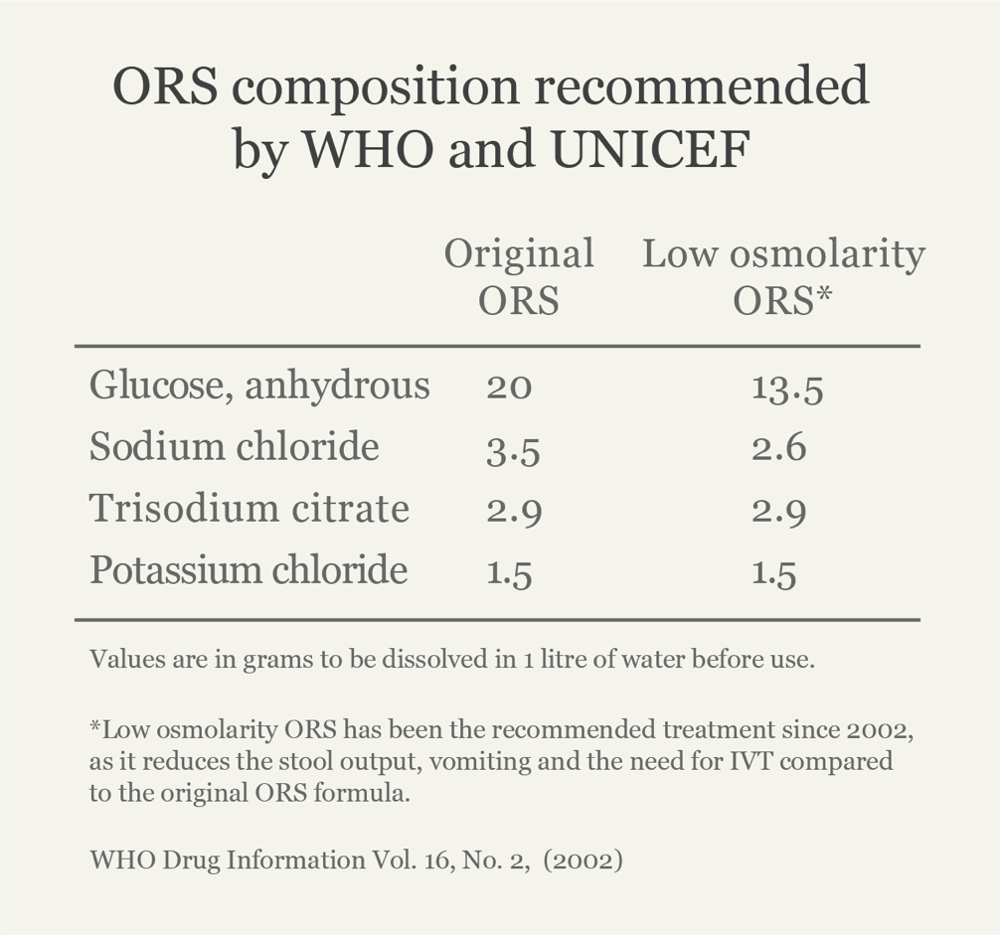 ORS composition recommended
by WHO and UNICEF
Original ORS
Low osmolarity ORS*
Glucose, anhydrous 20 13.5
Sodium chloride 3.5 2.6
Trisodium citrate 2.9 2.9
Potassium chloride 1.5 1.5
Values are in grams to be dissolved in 1 litre of water before use.
*Low osmolarity ORS has been the recommended treatment since 2002,
as it reduces the stool output, vomiting and the need for IVT compared
to the original ORS formula.
WHO Drug Information Vol. 16, No. 2, (2002)